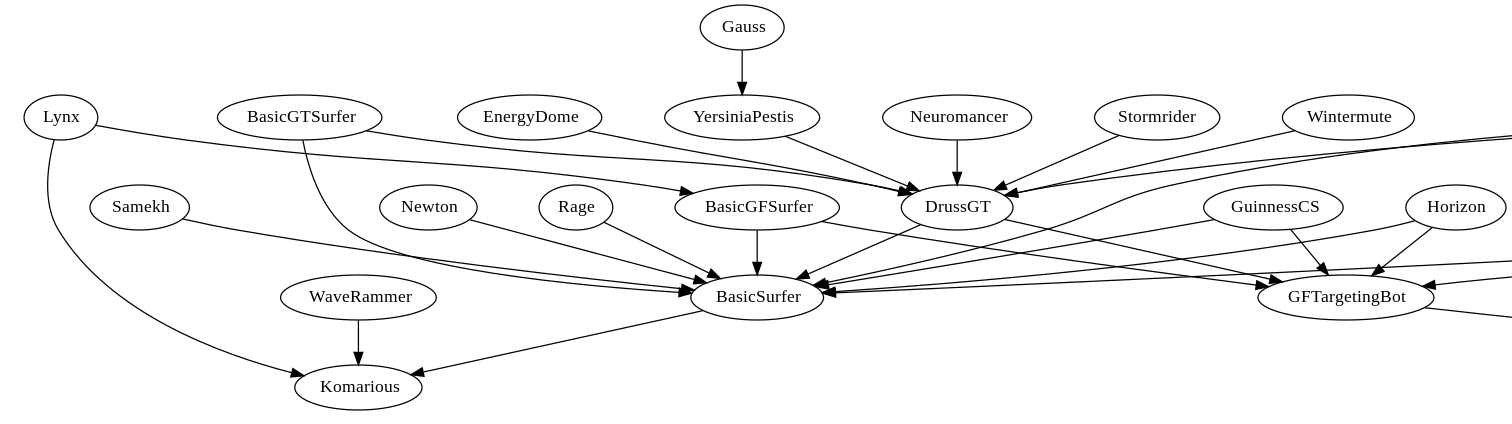 Gauss
Lynx
BasicGTSurfer
EnergyDome
YersiniaPestis
Neuromancer
Stormrider
Wintermute
Samekh
Newton
Rage
BasicGFSurfer
DrussGT
GuinnessCS
Horizon
WaveRammer
BasicSurfer
GFTargetingBot
Komarious